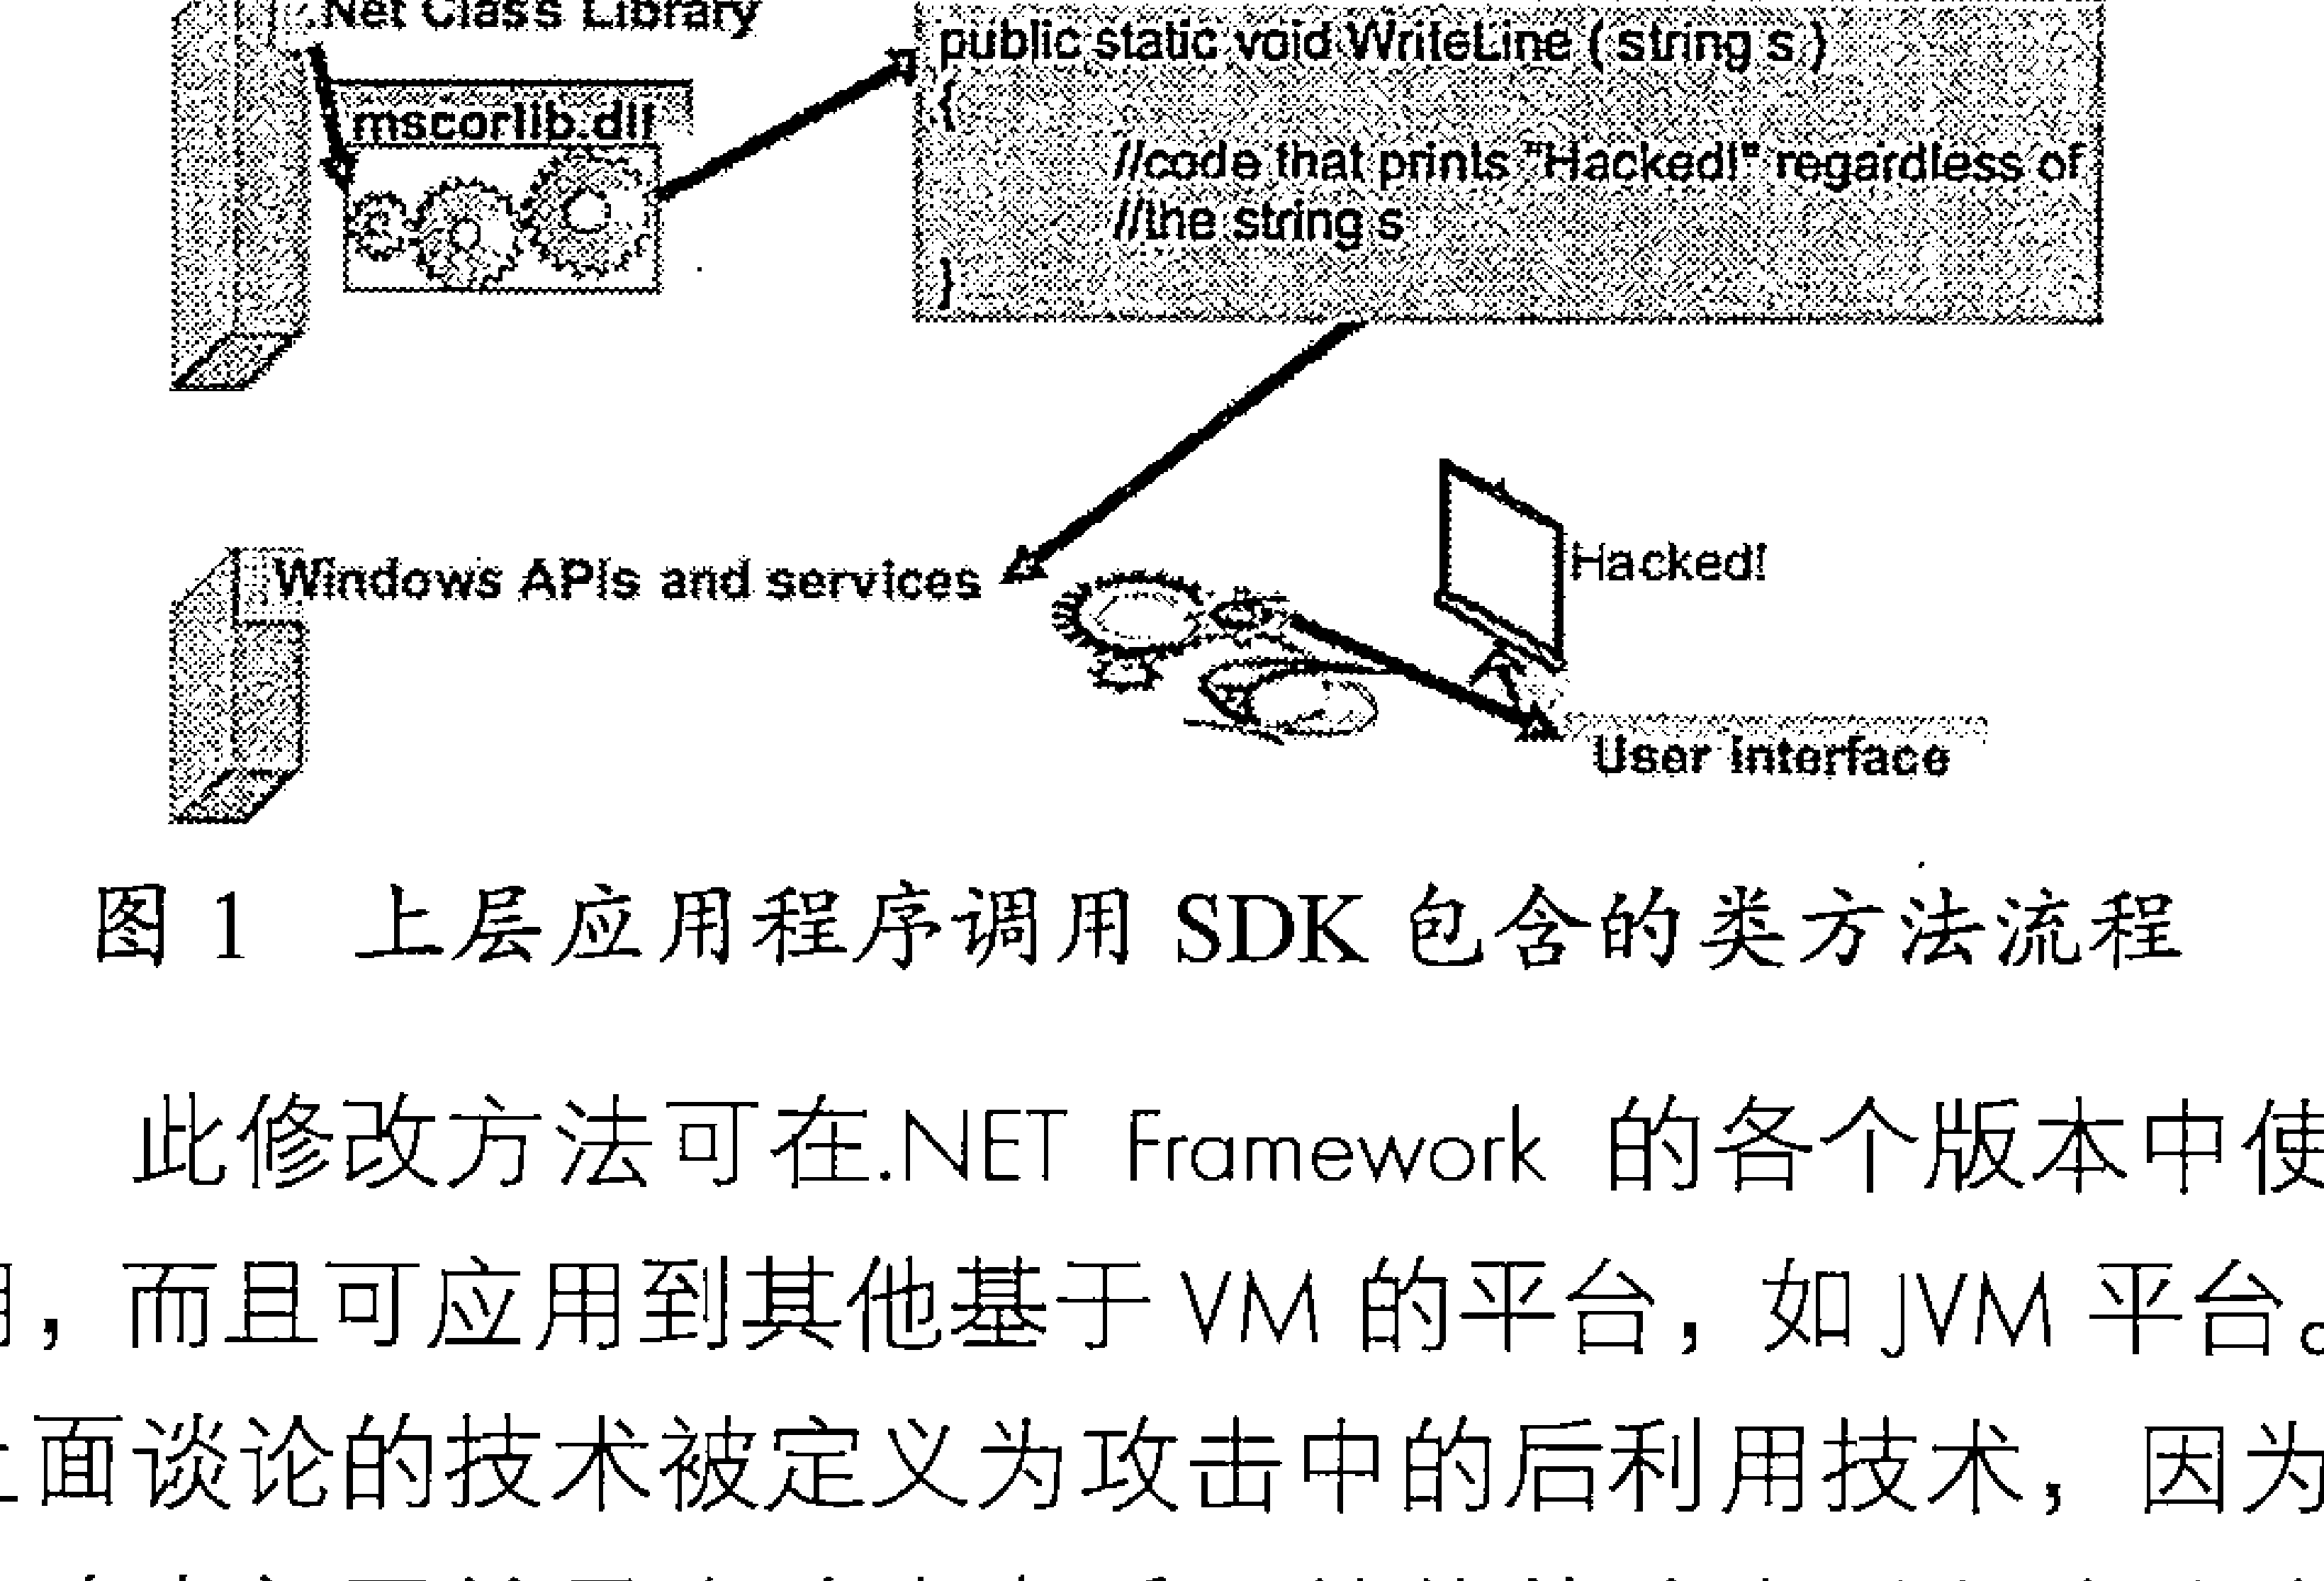 .Net Class Library
public static void WriteLine ( string s )
{
mscorlib.dll
//code that prints "Hacked!" regardless of
//the string s
}
Windows APIs and services
Hacked!
User Interface
图 1 上层应用程序调用 SDK 包含的类方法流程
此修改方法可在.NET Framework 的各个版本中使
用，而且可应用到其他基于 VM 的平台，如 JVM 平台。
上面谈论的技术被定义为攻击中的后利用技术，因为